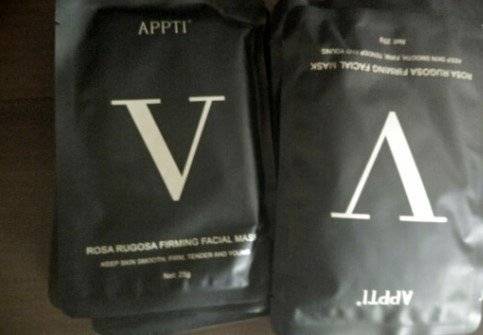 APPTI
V
ROSA RUGOSA FIRMING FACIAL MASK
KEEP SKIN SMOOTH, FIRM, TENDER AND YOUNG
Net: 25g
APPTI
V
ROSA RUGOSA FIRMING FACIAL MASK
KEEP SKIN SMOOTH, FIRM, TENDER AND YOUNG
Net: 25g